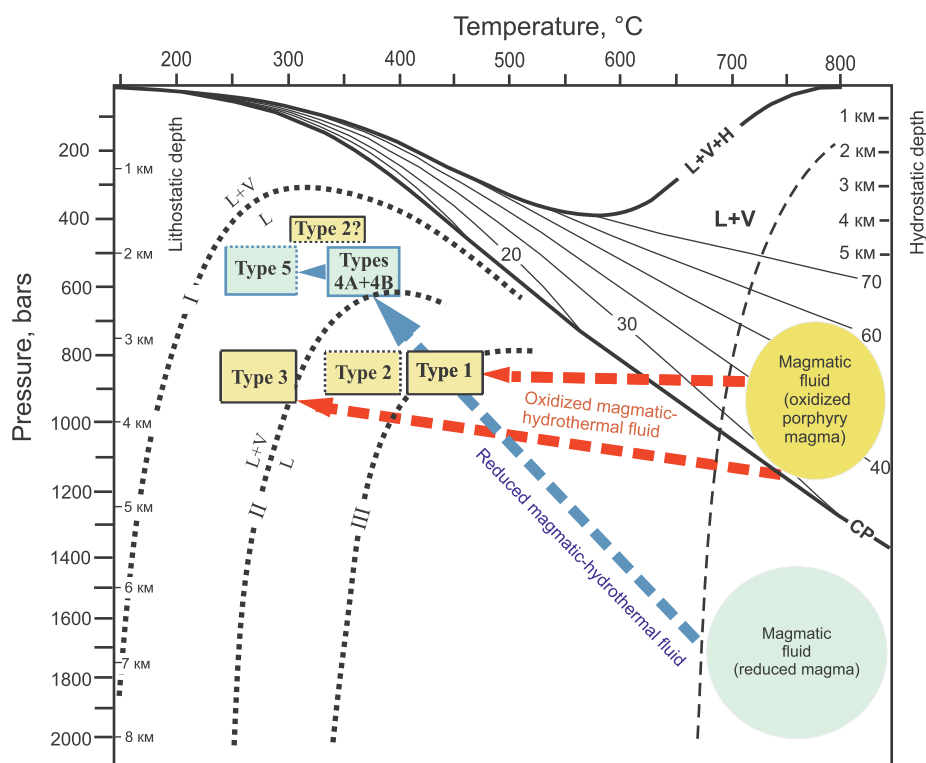 Temperature, °C
200
300
400
500
600
700
800
Pressure, bars
200
400
600
800
1000
1200
1400
1600
1800
2000
Lithostatic depth
1 км
2 км
3 км
4 км
5 км
6 км
7 км
8 км
Hydrostatic depth
1 км
2 км
3 км
4 км
5 км
L+V+H
L+V
70
60
40
30
20
CP
L+V
L
I
L+V
L
II
III
Type 2?
Type 5
Types
4A+4B
Type 3
Type 2
Type 1
Oxidized magmatic-
hydrothermal fluid
Reduced magmatic-hydrothermal fluid
Magmatic
fluid
(oxidized
porphyry
magma)
Magmatic
fluid
(reduced magma)